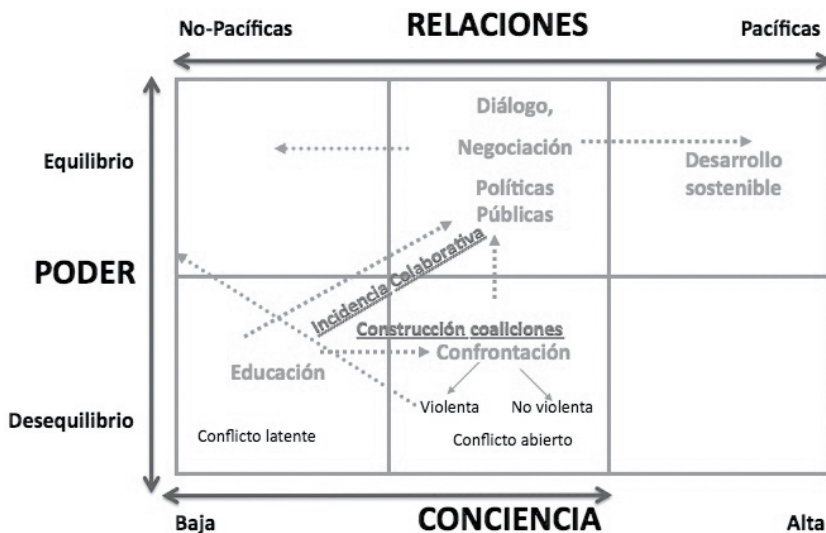 No-Pacíficas
RELACIONES
Pacíficas
Equilibrio
Diálogo,
Negociación
Políticas
Públicas
Desarrollo
sostenible
PODER
Incidencia Colaborativa
Construcción coaliciones
Educación
Confrontación
Desequilibrio
Violenta
No violenta
Conflicto latente
Conflicto abierto
Baja
CONCIENCIA
Alta